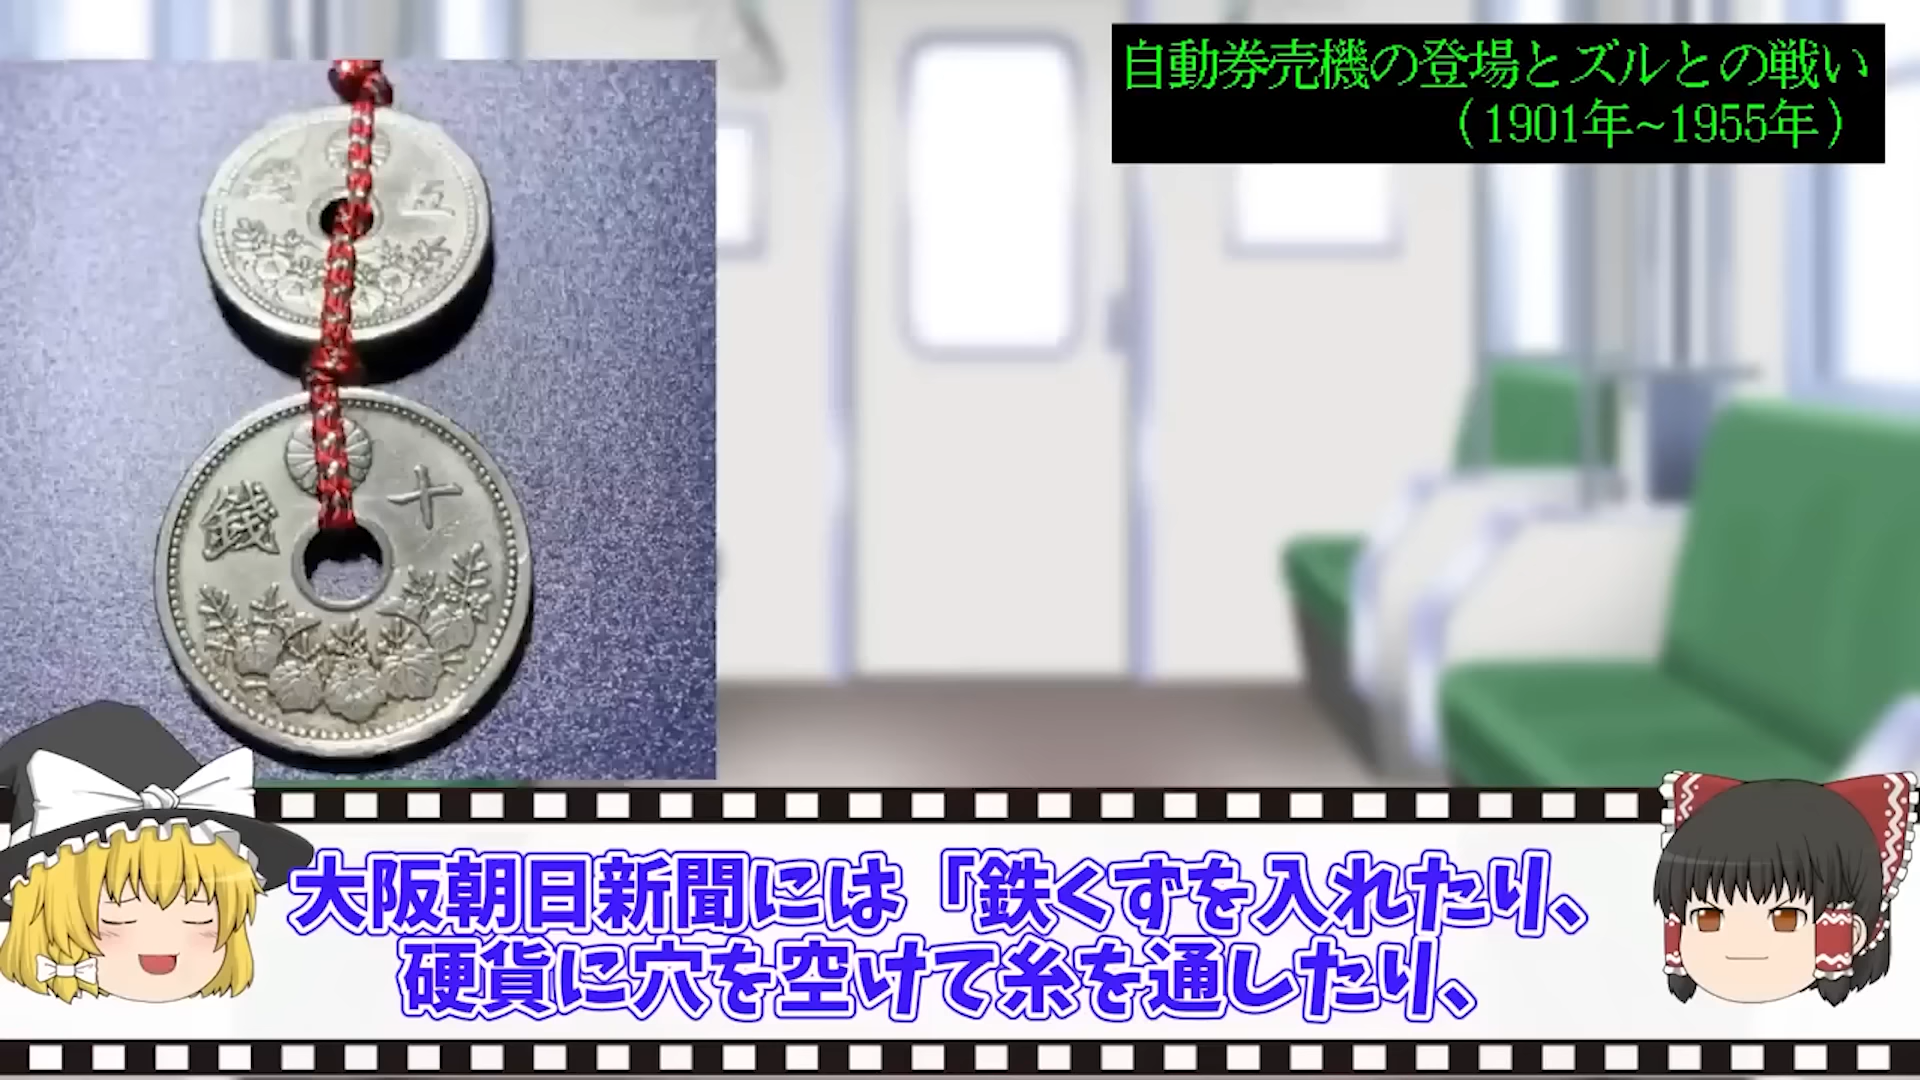 自動券売機の登場とズルとの戦い
（1901年~1955年）
五
錢
十
大阪朝日新聞には「鉄くずを入れたり、
硬貨に穴を空けて糸を通したり、